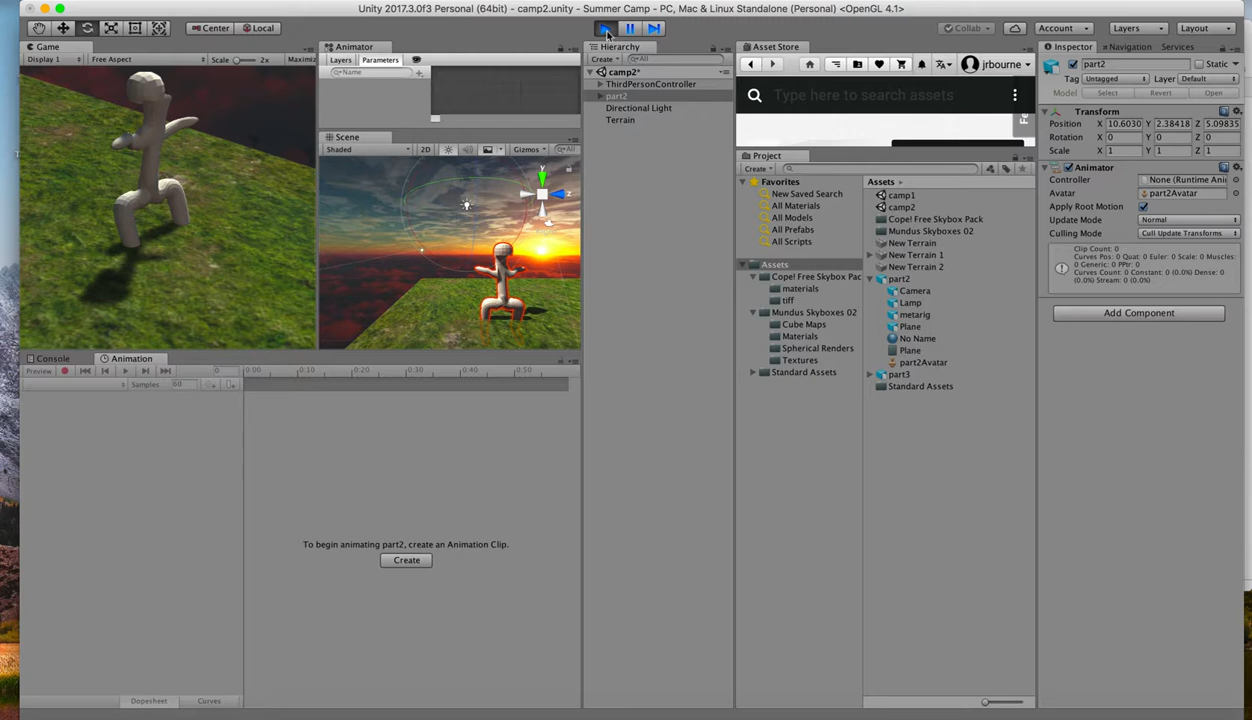 Unity 2017.3.0f3 Personal (64bit) - camp2.unity - Summer Camp - PC, Mac & Linux Standalone (Personal) <OpenGL 4.1>
Center Local
Collab Account Layers Layout
Game
Display 1 Free Aspect Scale 2x Maximiz
Animator
Layers Parameters
Name
Scene
Shaded 2D Gizmos All
Hierarchy
Create All
camp2*
ThirdPersonController
part2
Directional Light
Terrain
Asset Store
jrbourne
Type here to search assets
Project
Create
Favorites
New Saved Search
All Materials
All Models
All Prefabs
All Scripts
Assets
Cope! Free Skybox Pac
materials
tiff
Mundus Skyboxes 02
Cube Maps
Materials
Spherical Renders
Textures
Standard Assets
Assets
camp1
camp2
Cope! Free Skybox Pack
Mundus Skyboxes 02
New Terrain
New Terrain 1
New Terrain 2
part2
Camera
Lamp
metarig
Plane
No Name
Plane
part2Avatar
part3
Standard Assets
Inspector Navigation Services
part2 Static
Tag Untagged Layer Default
Model Select Revert Open
Transform
Position X 10.6030 Y 2.38418 Z 5.09835
Rotation X 0 Y 0 Z 0
Scale X 1 Y 1 Z 1
Animator
Controller None (Runtime Ani
Avatar part2Avatar
Apply Root Motion
Update Mode Normal
Culling Mode Cull Update Transforms
Clip Count: 0
Curves Pos: 0 Quat: 0 Euler: 0 Scale: 0 Muscles:
0 Generic: 0 PPtr: 0
Curves Count: 0 Constant: 0 (0.0%) Dense: 0
(0.0%) Stream: 0 (0.0%)
Add Component
Console Animation
Preview 0 0:00 0:10 0:20 0:30 0:40 0:50
Samples 60
To begin animating part2, create an Animation Clip.
Create
Dopesheet Curves